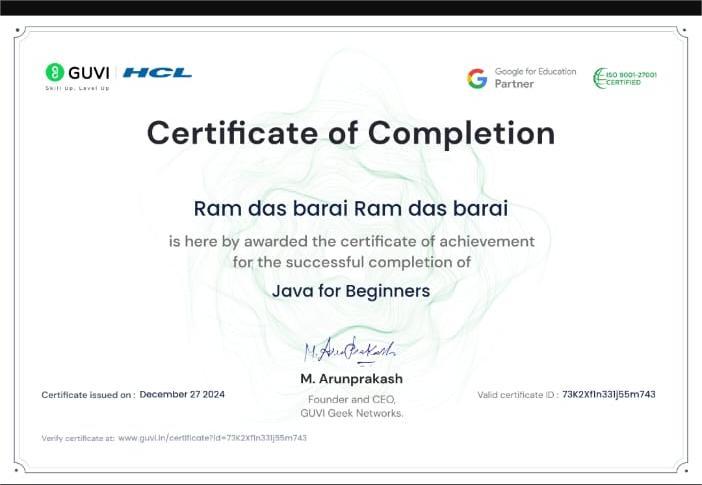 GUVI HCL
Skill Up, Level Up
Google for Education
Partner
ISO 9001-27001
CERTIFIED
Certificate of Completion
Ram das barai Ram das barai
is here by awarded the certificate of achievement
for the successful completion of
Java for Beginners
M. ArunPrakash
M. Arunprakash
Founder and CEO,
GUVI Geek Networks.
Certificate issued on : December 27 2024
Valid certificate ID : 73K2Xf1n331j55m743
Verify certificate at: www.guvi.in/certificate?id=73K2Xf1n331j55m743